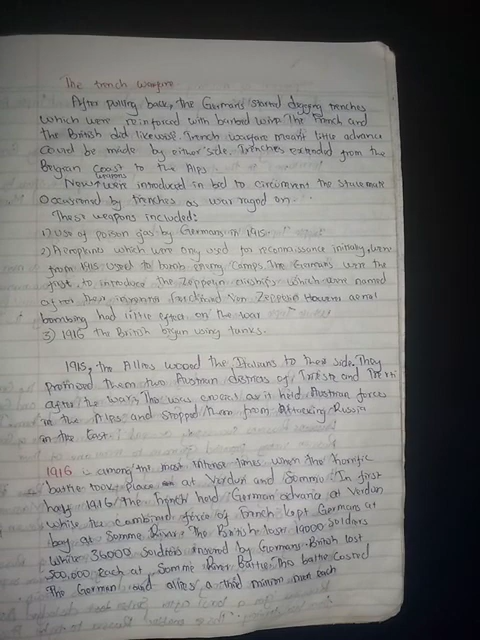 The trench warfare
After pulling back, the Germans started digging trenches
which were reinforced with barbed wire. The French and
the British did likewise. Trench warfare meant little advance
could be made by either side. Trenches extended from the
Belgian coast to the Alps.
New weapons were introduced in bid to circumvent the stalemate
occasioned by trenches as war raged on.
These weapons included:
1) Use of poison gas by Germans in 1915.
2) Aeroplanes which were only used for reconnaissance initially, were
from 1915 used to bomb enemy camps. The Germans were the
first to introduce the Zeppelin airships which were named
after their Von Zeppelin However aerial
bombing had little effect on the war
3) 1916 the British began using tanks.
1915, the Allies wooed the Italians to their side. They
promised them two Austrian districts of and
after the war. This was crucial as it held Austrian forces
in the Alps and stopped them from Attacking Russia
in the East.
1916 is among the most intense times when the horrific
battle took place at Verdun and Somme. In first
half 1916 the French held German advance at Verdun
while the combined force of French kept Germans at
bay at Somme River. The British lost 19000 soldiers
while 36000 soldiers injured by Germans. British lost
500,000 each at Somme River Battle. The battle costed
The German and allies a third million men each